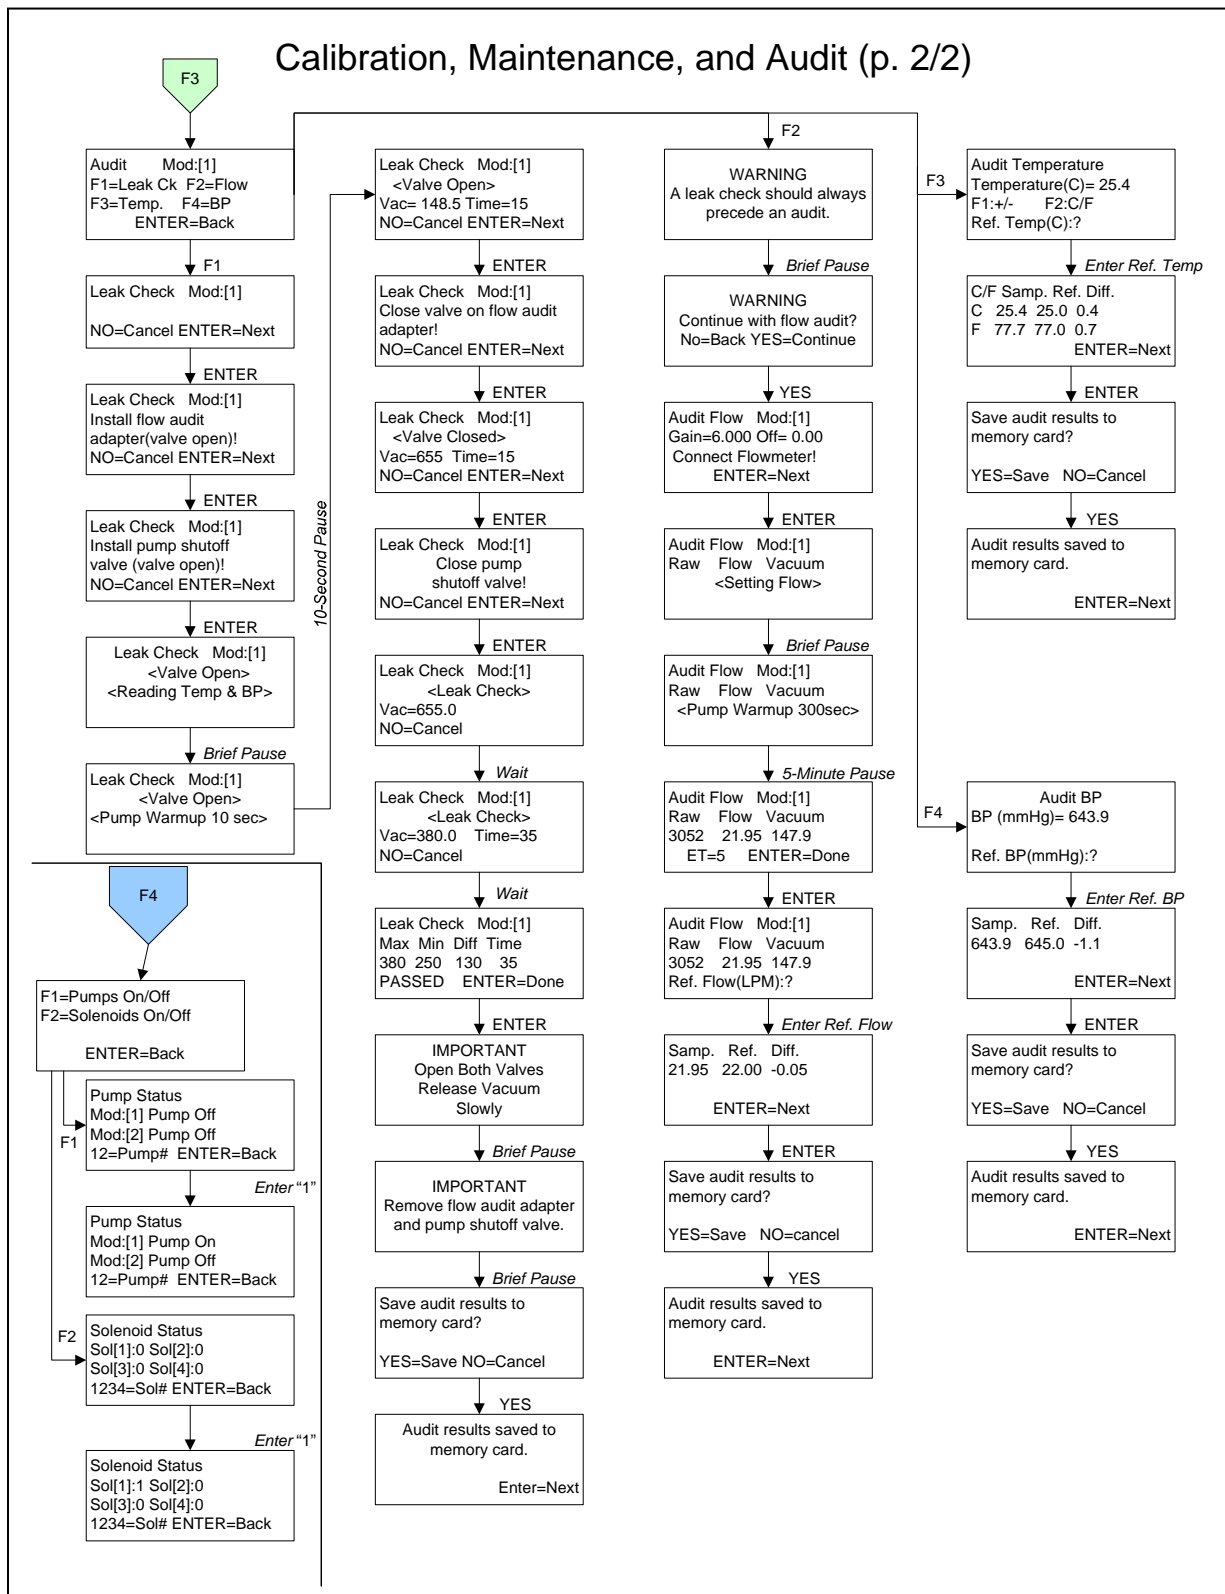 Calibration, Maintenance, and Audit (p. 2/2)
F3
Audit Mod:[1]
F1=Leak Ck F2=Flow
F3=Temp. F4=BP
ENTER=Back
F1
Leak Check Mod:[1]
NO=Cancel ENTER=Next
ENTER
Leak Check Mod:[1]
Install flow audit
adapter(valve open)!
NO=Cancel ENTER=Next
ENTER
Leak Check Mod:[1]
Install pump shutoff
valve (valve open)!
NO=Cancel ENTER=Next
ENTER
Leak Check Mod:[1]
<Valve Open>
<Reading Temp & BP>
Brief Pause
Leak Check Mod:[1]
<Valve Open>
<Pump Warmup 10 sec>
10-Second Pause
Leak Check Mod:[1]
<Valve Open>
Vac= 148.5 Time=15
NO=Cancel ENTER=Next
ENTER
Leak Check Mod:[1]
Close valve on flow audit
adapter!
NO=Cancel ENTER=Next
ENTER
Leak Check Mod:[1]
<Valve Closed>
Vac=655 Time=15
NO=Cancel ENTER=Next
ENTER
Leak Check Mod:[1]
Close pump
shutoff valve!
NO=Cancel ENTER=Next
ENTER
Leak Check Mod:[1]
<Leak Check>
Vac=655.0
NO=Cancel
Wait
Leak Check Mod:[1]
<Leak Check>
Vac=380.0 Time=35
NO=Cancel
Wait
Leak Check Mod:[1]
Max Min Diff Time
380 250 130 35
PASSED ENTER=Done
ENTER
IMPORTANT
Open Both Valves
Release Vacuum
Slowly
Brief Pause
IMPORTANT
Remove flow audit adapter
and pump shutoff valve.
Brief Pause
Save audit results to
memory card?
YES=Save NO=Cancel
YES
Audit results saved to
memory card.
Enter=Next
F2
WARNING
A leak check should always
precede an audit.
Brief Pause
WARNING
Continue with flow audit?
No=Back YES=Continue
YES
Audit Flow Mod:[1]
Gain=6.000 Off= 0.00
Connect Flowmeter!
ENTER=Next
ENTER
Audit Flow Mod:[1]
Raw Flow Vacuum
<Setting Flow>
Brief Pause
Audit Flow Mod:[1]
Raw Flow Vacuum
<Pump Warmup 300sec>
5-Minute Pause
Audit Flow Mod:[1]
Raw Flow Vacuum
3052 21.95 147.9
ET=5 ENTER=Done
ENTER
Audit Flow Mod:[1]
Raw Flow Vacuum
3052 21.95 147.9
Ref. Flow(LPM):?
Enter Ref. Flow
Samp. Ref. Diff.
21.95 22.00 -0.05
ENTER=Next
ENTER
Save audit results to
memory card?
YES=Save NO=cancel
YES
Audit results saved to
memory card.
ENTER=Next
F3
Audit Temperature
Temperature(C)= 25.4
F1:+/- F2:C/F
Ref. Temp(C):?
Enter Ref. Temp
C/F Samp. Ref. Diff.
C 25.4 25.0 0.4
F 77.7 77.0 0.7
ENTER=Next
ENTER
Save audit results to
memory card?
YES=Save NO=Cancel
YES
Audit results saved to
memory card.
ENTER=Next
F4
Audit BP
BP (mmHg)= 643.9
Ref. BP(mmHg):?
Enter Ref. BP
Samp. Ref. Diff.
643.9 645.0 -1.1
ENTER=Next
ENTER
Save audit results to
memory card?
YES=Save NO=Cancel
YES
Audit results saved to
memory card.
ENTER=Next
F4
F1=Pumps On/Off
F2=Solenoids On/Off
ENTER=Back
F1
Pump Status
Mod:[1] Pump Off
Mod:[2] Pump Off
12=Pump# ENTER=Back
Enter "1"
Pump Status
Mod:[1] Pump On
Mod:[2] Pump Off
12=Pump# ENTER=Back
F2
Solenoid Status
Sol[1]:0 Sol[2]:0
Sol[3]:0 Sol[4]:0
1234=Sol# ENTER=Back
Enter "1"
Solenoid Status
Sol[1]:1 Sol[2]:0
Sol[3]:0 Sol[4]:0
1234=Sol# ENTER=Back